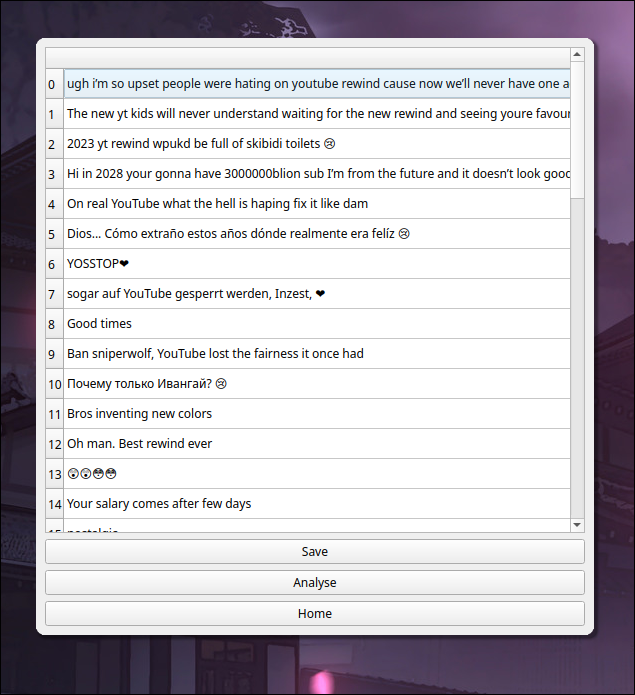 0 ugh i’m so upset people were hating on youtube rewind cause now we’ll never have one a
1 The new yt kids will never understand waiting for the new rewind and seeing youre favour
2 2023 yt rewind wpukd be full of skibidi toilets 😢
3 Hi in 2028 your gonna have 3000000blion sub I’m from the future and it doesn’t look good
4 On real YouTube what the hell is haping fix it like dam
5 Dios... Cómo extraño estos años dónde realmente era felíz 😢
6 YOSSTOP❤
7 sogar auf YouTube gesperrt werden, Inzest, ❤
8 Good times
9 Ban sniperwolf, YouTube lost the fairness it once had
10 Почему только Ивангай? 😢
11 Bros inventing new colors
12 Oh man. Best rewind ever
13 😲😲😳😳
14 Your salary comes after few days
15 nostalgia
Save
Analyse
Home